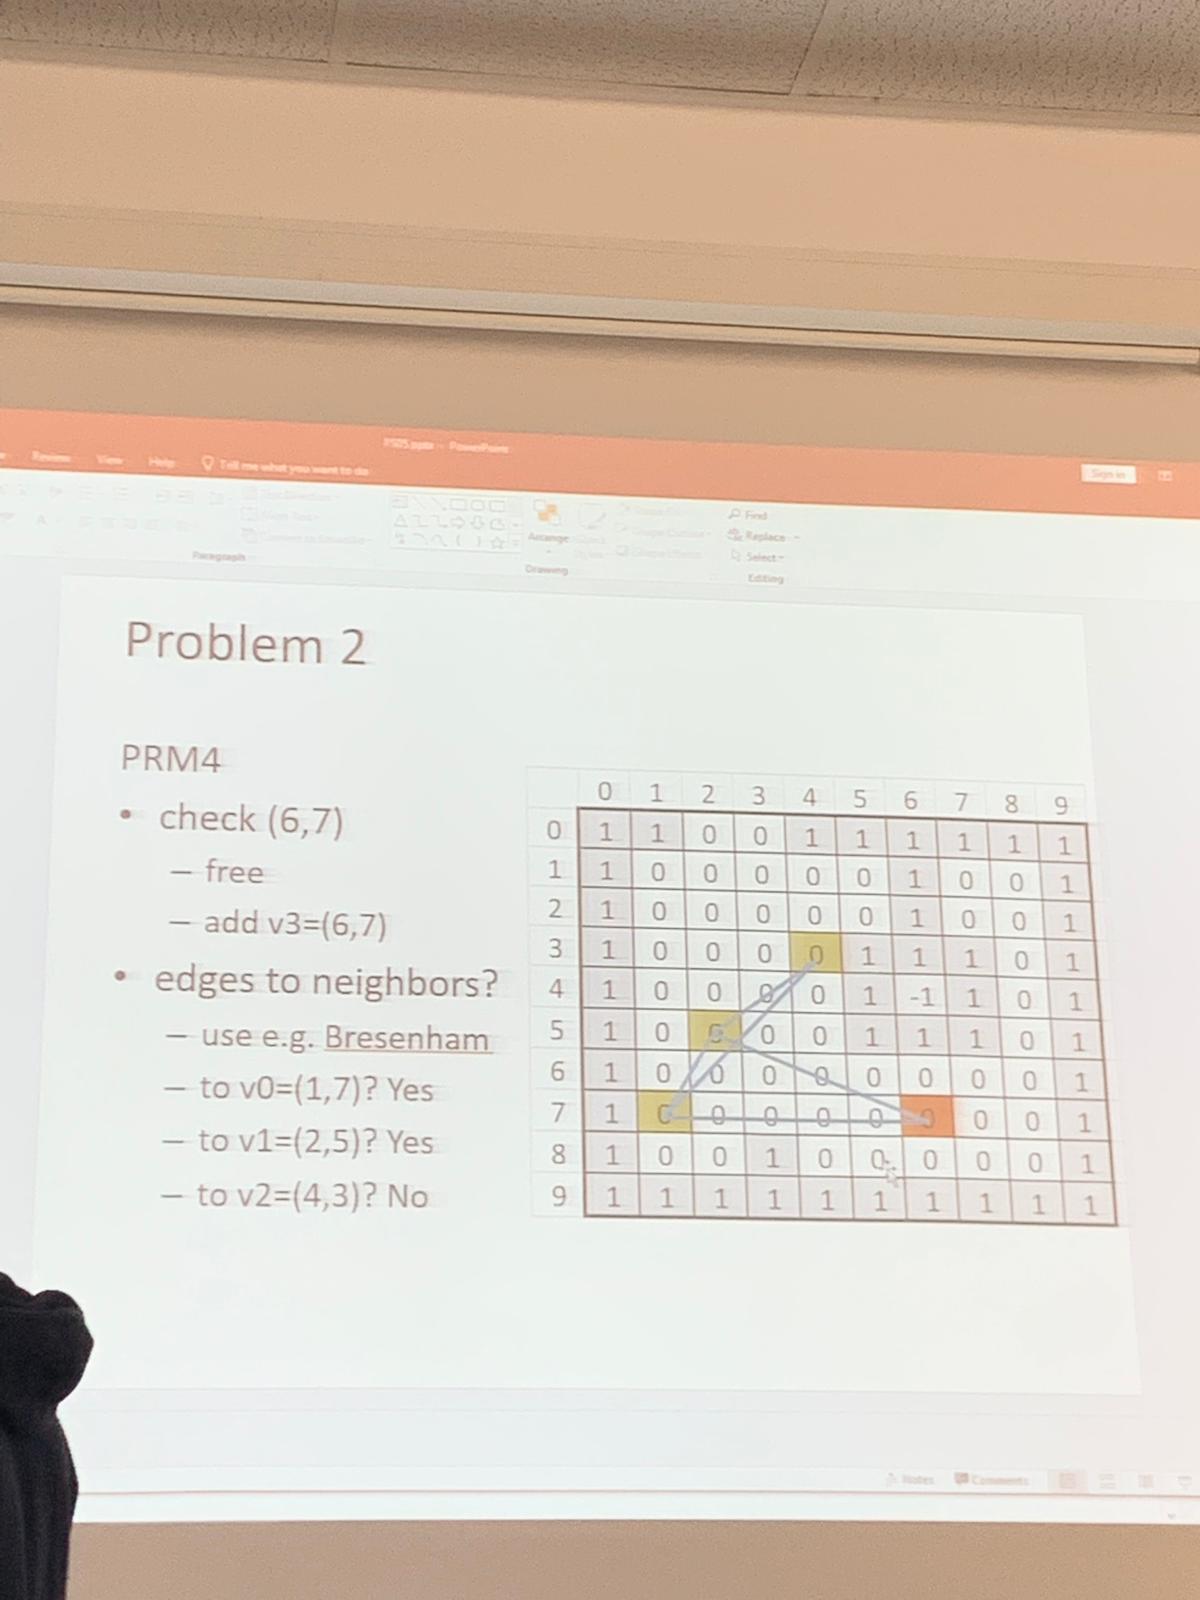 PS05.pptx - PowerPoint
Review View Help Tell me what you want to do
Sign in
Find
Replace
Select
Arrange
Paragraph
Drawing
Editing
Problem 2
PRM4
• check (6,7)
– free
– add v3=(6,7)
• edges to neighbors?
– use e.g. Bresenham
– to v0=(1,7)? Yes
– to v1=(2,5)? Yes
– to v2=(4,3)? No
0 1 2 3 4 5 6 7 8 9
0 1 1 0 0 1 1 1 1 1 1
1 1 0 0 0 0 0 1 0 0 1
2 1 0 0 0 0 0 1 0 0 1
3 1 0 0 0 0 1 1 1 0 1
4 1 0 0 0 0 1 -1 1 0 1
5 1 0 0 0 0 1 1 1 0 1
6 1 0 0 0 0 0 0 0 0 1
7 1 0 0 0 0 0 0 0 0 1
8 1 0 0 1 0 0 0 0 0 1
9 1 1 1 1 1 1 1 1 1 1
Notes Comments